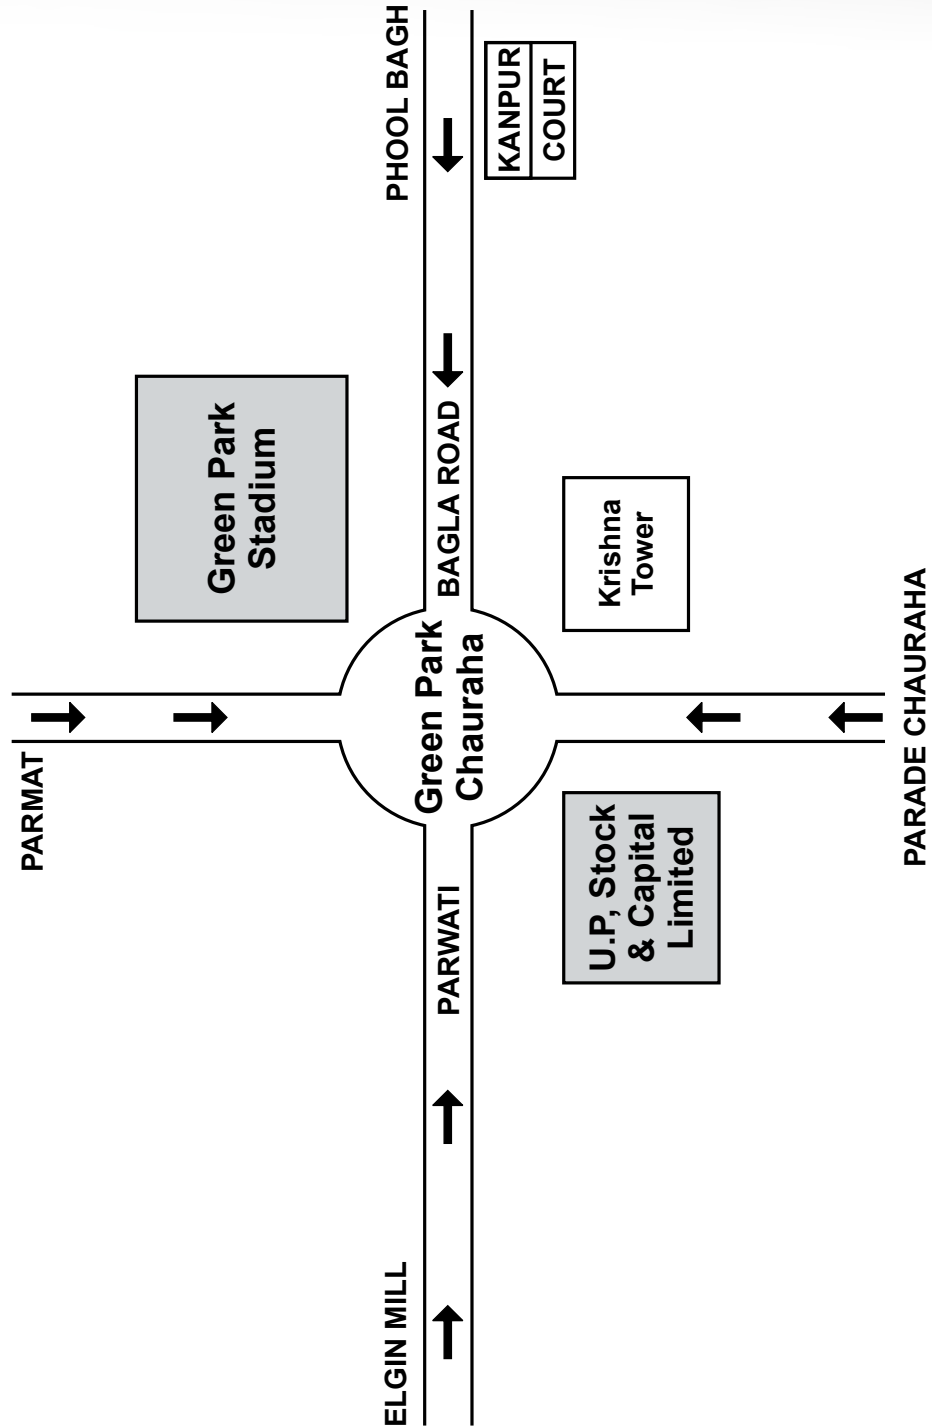 PARMAT
Green Park
Stadium
ELGIN MILL
PHOOL BAGH
PARWATI
Green Park
Chauraha
BAGLA ROAD
KANPUR
COURT
U.P, Stock
& Capital
Limited
Krishna
Tower
PARADE CHAURAHA